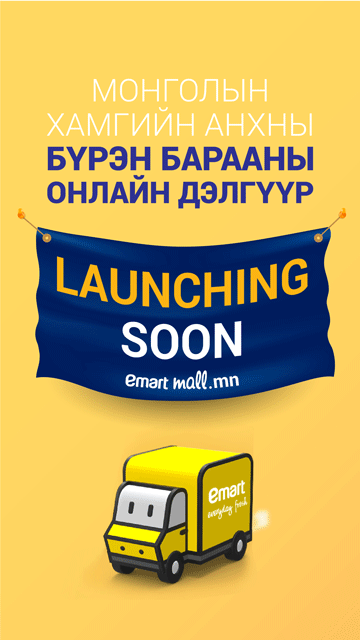 МОНГОЛЫН
ХАМГИЙН АНХНЫ
БҮРЭН БАРААНЫ
ОНЛАЙН ДЭЛГҮҮР
LAUNCHING
SOON
emart mall.mn
emart
everyday fresh